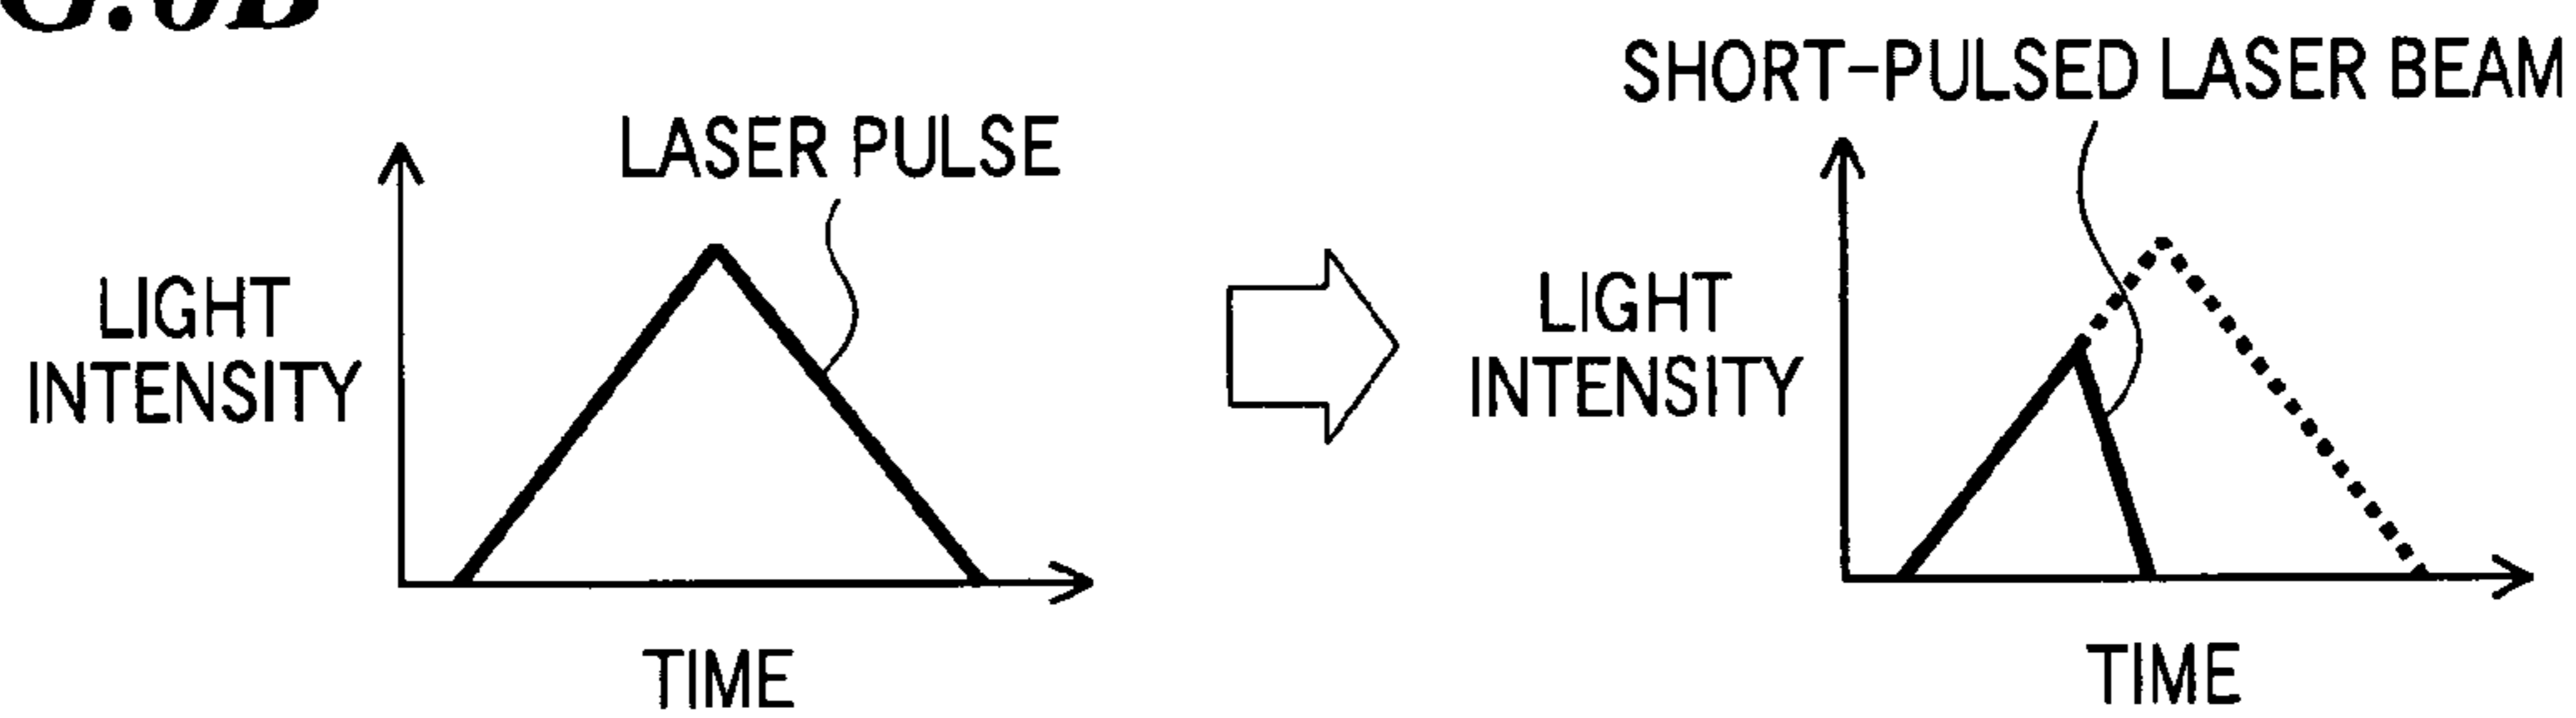 LASER PULSE
LIGHT
INTENSITY
TIME
SHORT-PULSED LASER BEAM
LIGHT
INTENSITY
TIME